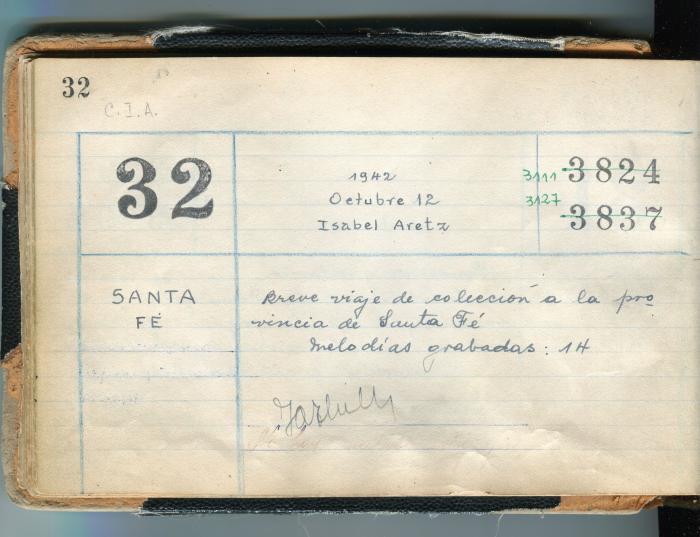 32
C.I.A.
32
1942
Octubre 12
Isabel Aretz
3111 3824
3127 3837
SANTA
FÉ
Breve viaje de colección a la pro
vincia de Santa Fé
Melodías grabadas: 14